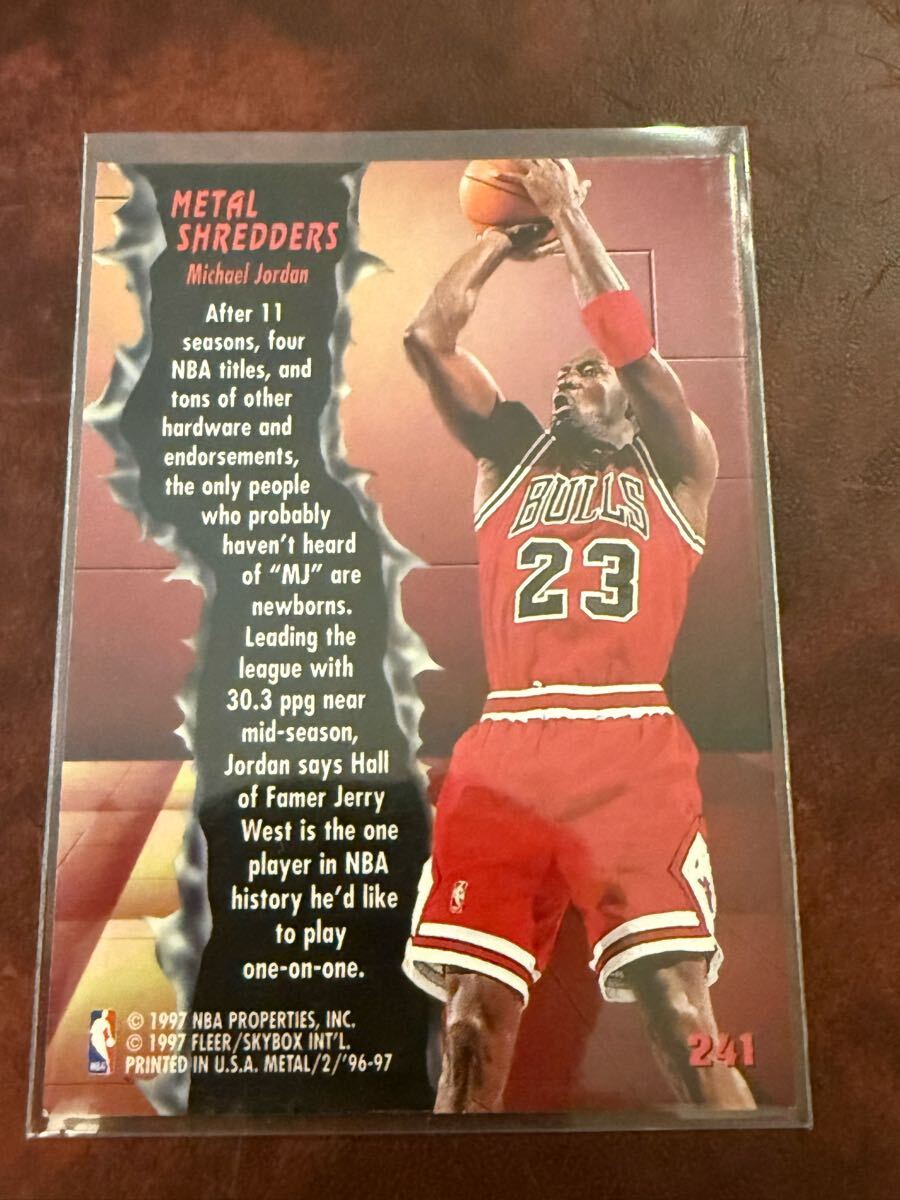 METAL
SHREDDERS
Michael Jordan
After 11
seasons, four
NBA titles, and
tons of other
hardware and
endorsements,
the only people
who probably
haven't heard
of "MJ" are
newborns.
Leading the
league with
30.3 ppg near
mid-season,
Jordan says Hall
of Famer Jerry
West is the one
player in NBA
history he'd like
to play
one-on-one.
BULLS
23
NBA
© 1997 NBA PROPERTIES, INC.
© 1997 FLEER/SKYBOX INT'L.
PRINTED IN U.S.A. METAL/2/'96-97
241